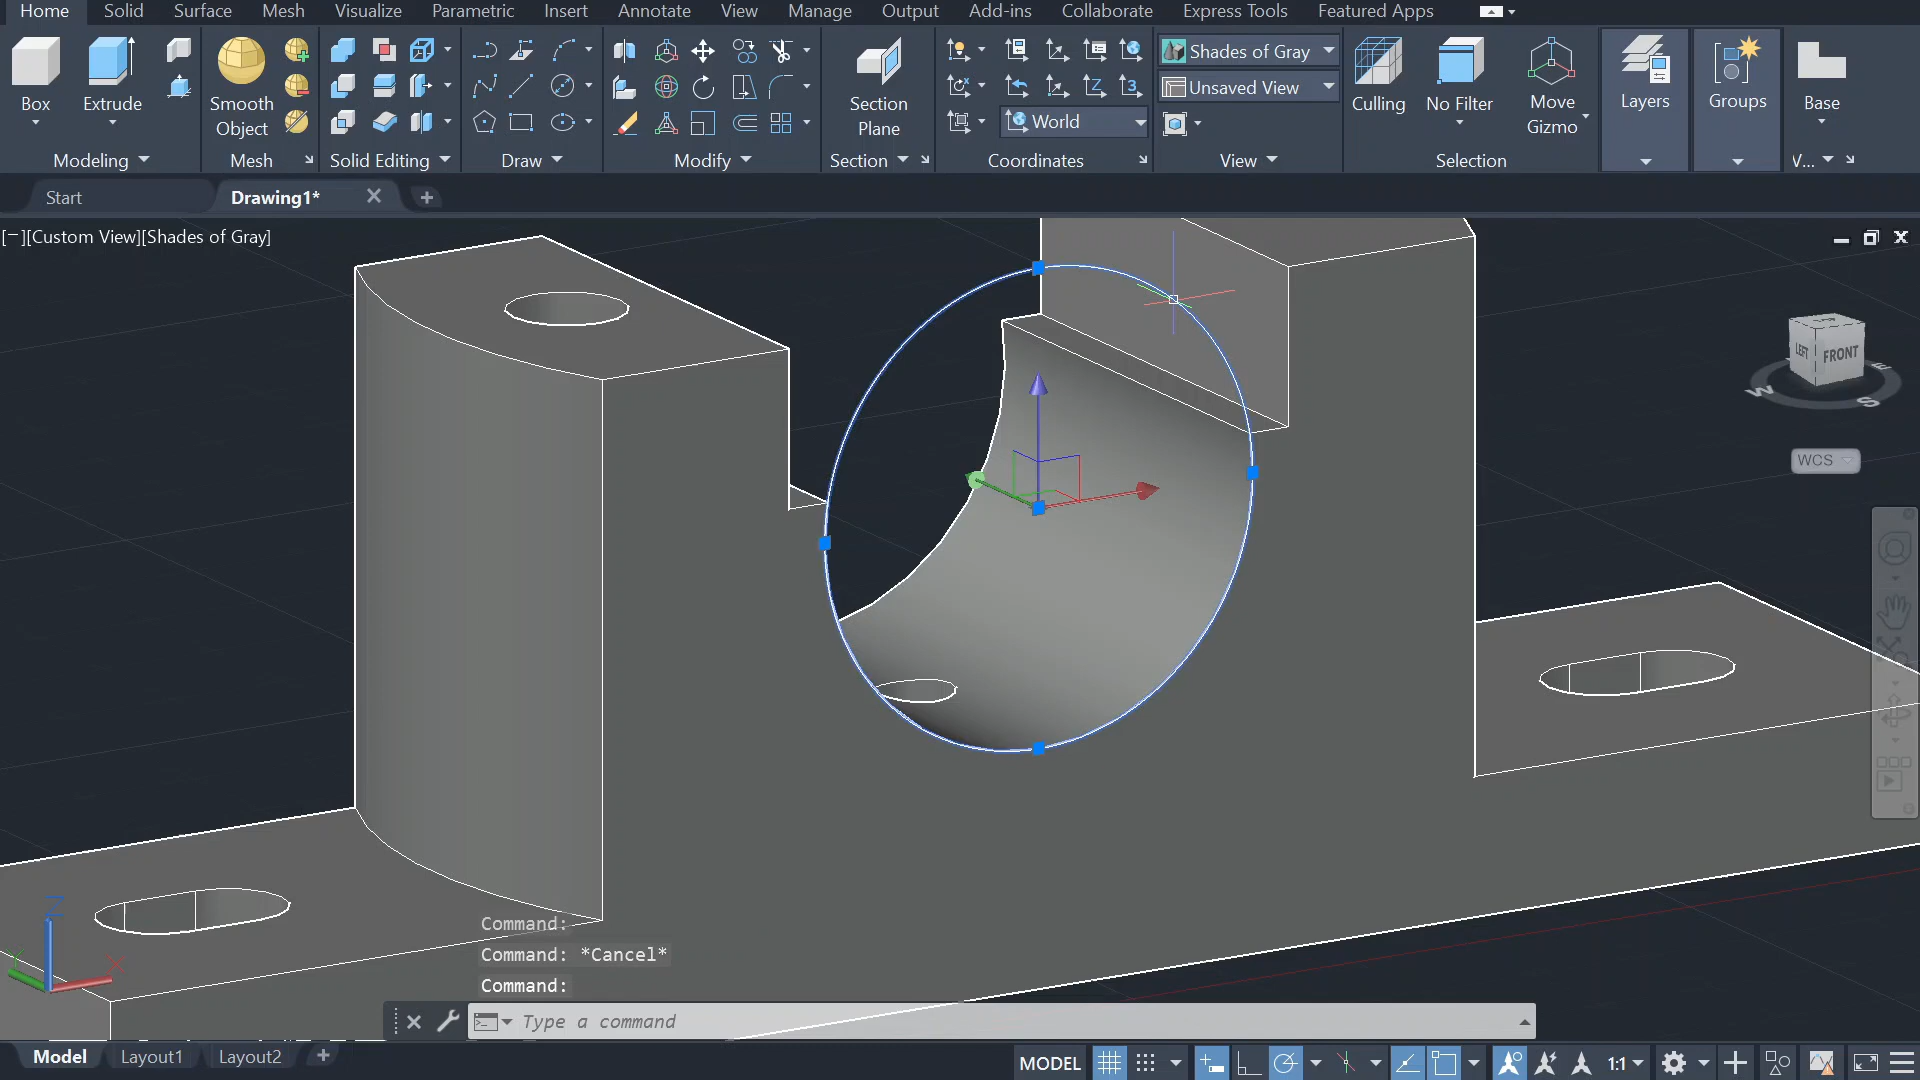 Home Solid Surface Mesh Visualize Parametric Insert Annotate View Manage Output Add-ins Collaborate Express Tools Featured Apps
Box
Extrude
Smooth
Object
Section
Plane
World
Shades of Gray
Unsaved View
Culling
No Filter
Move
Gizmo
Layers
Groups
Base
Modeling Mesh Solid Editing Draw Modify Section Coordinates View Selection V...
Start Drawing1*
[−][Custom View][Shades of Gray]
LEFT FRONT
W S E
WCS
Z
Y X
Command:
Command: *Cancel*
Command:
Type a command
Model Layout1 Layout2
MODEL 1:1